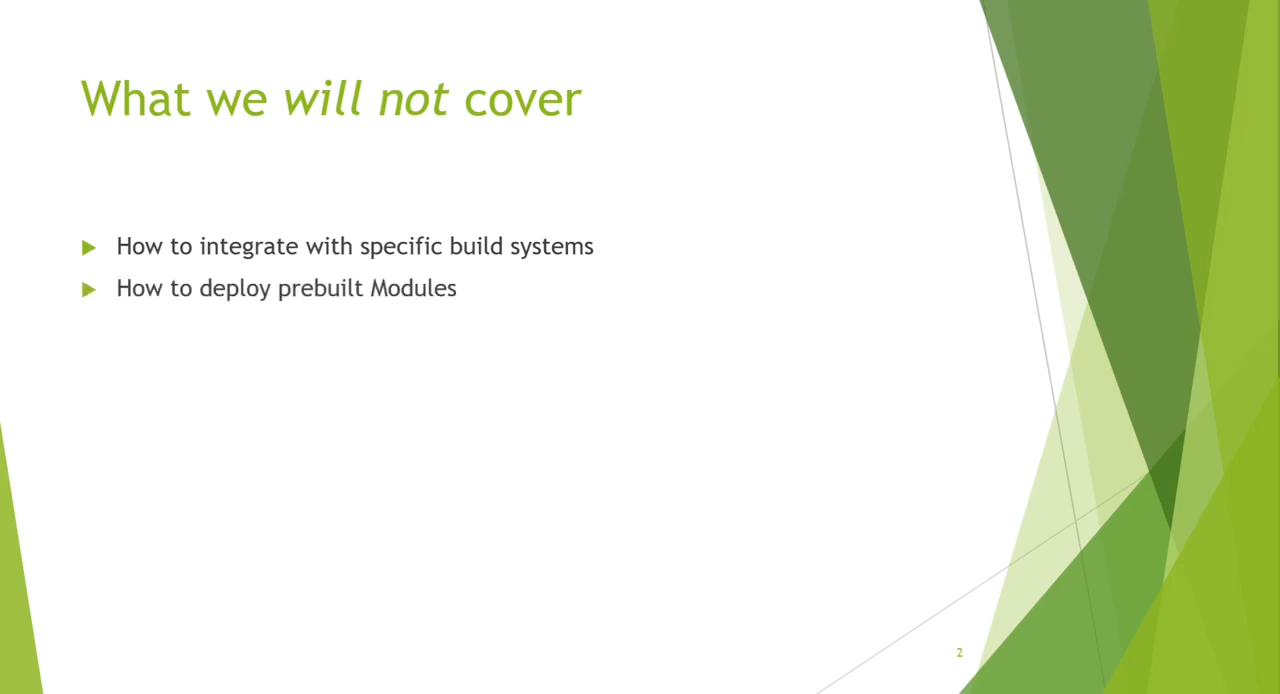 What we will not cover
How to integrate with specific build systems
How to deploy prebuilt Modules
2